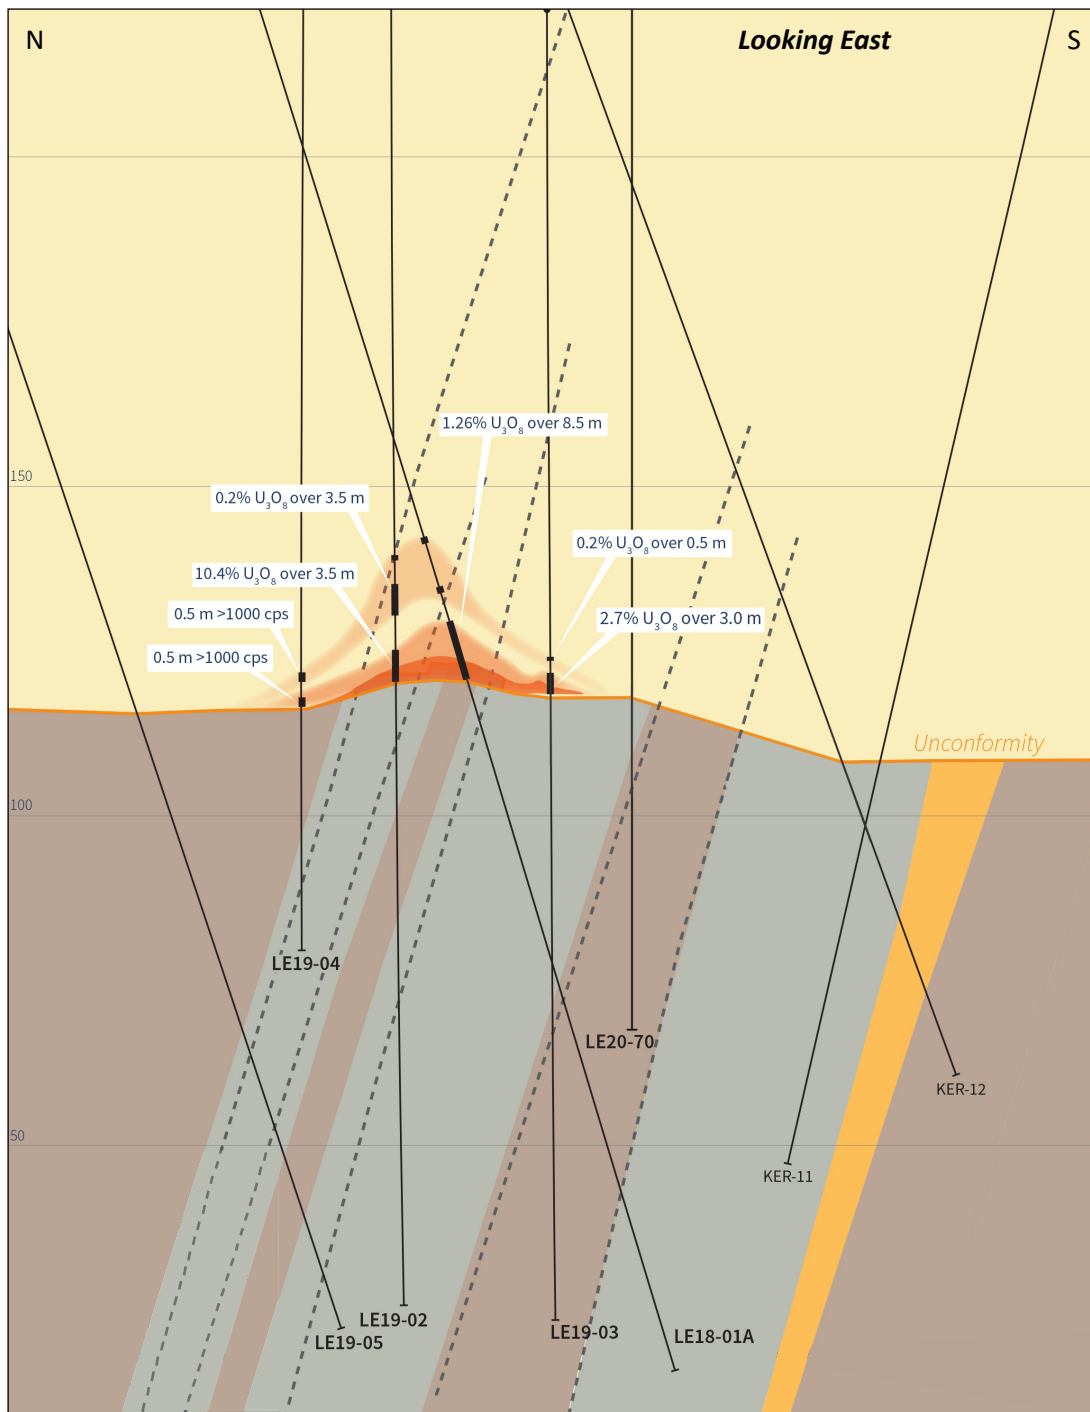 N
Looking East
S
1.26% U₃O₈ over 8.5 m
150
0.2% U₃O₈ over 3.5 m
0.2% U₃O₈ over 0.5 m
10.4% U₃O₈ over 3.5 m
0.5 m >1000 cps
2.7% U₃O₈ over 3.0 m
0.5 m >1000 cps
Unconformity
100
LE19-04
LE20-70
KER-12
50
KER-11
LE19-02
LE19-05
LE19-03
LE18-01A